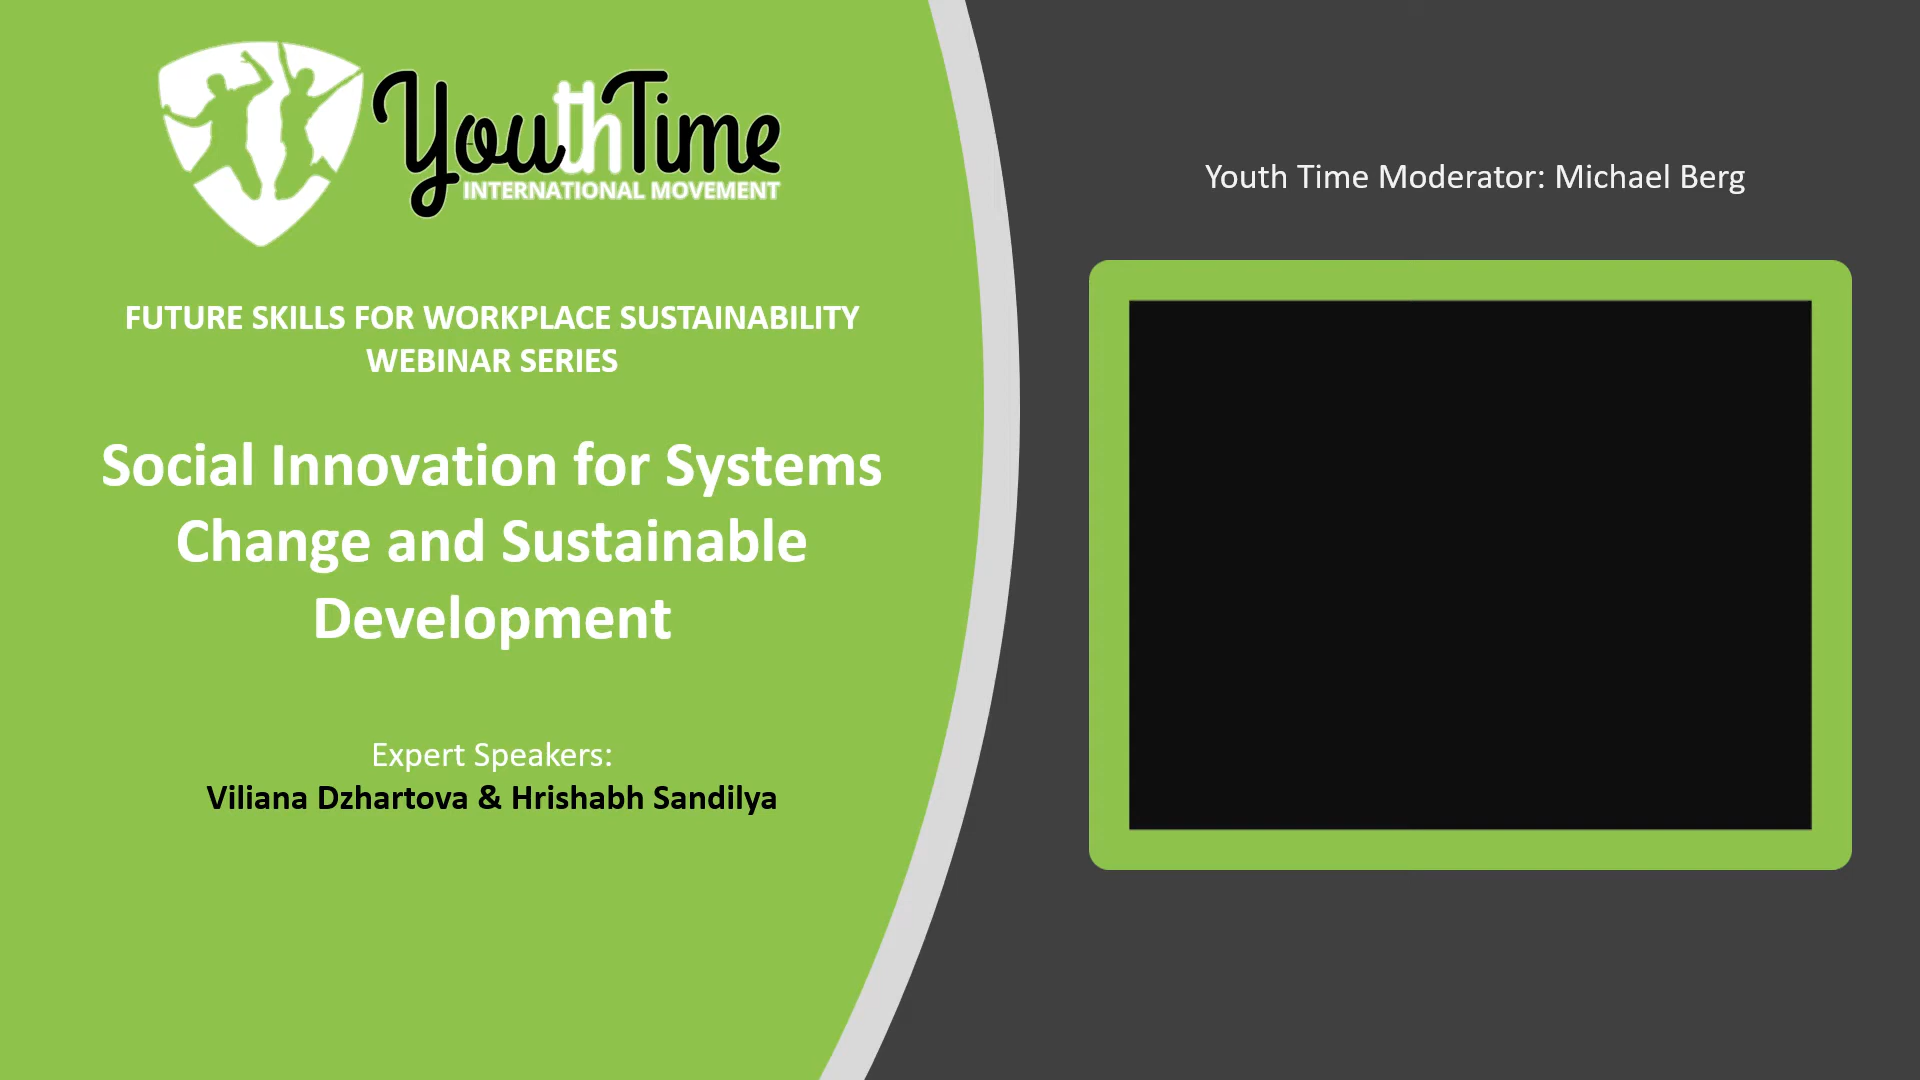 YouthTime
INTERNATIONAL MOVEMENT
FUTURE SKILLS FOR WORKPLACE SUSTAINABILITY
WEBINAR SERIES
Social Innovation for Systems
Change and Sustainable
Development
Expert Speakers:
Viliana Dzhartova & Hrishabh Sandilya
Youth Time Moderator: Michael Berg